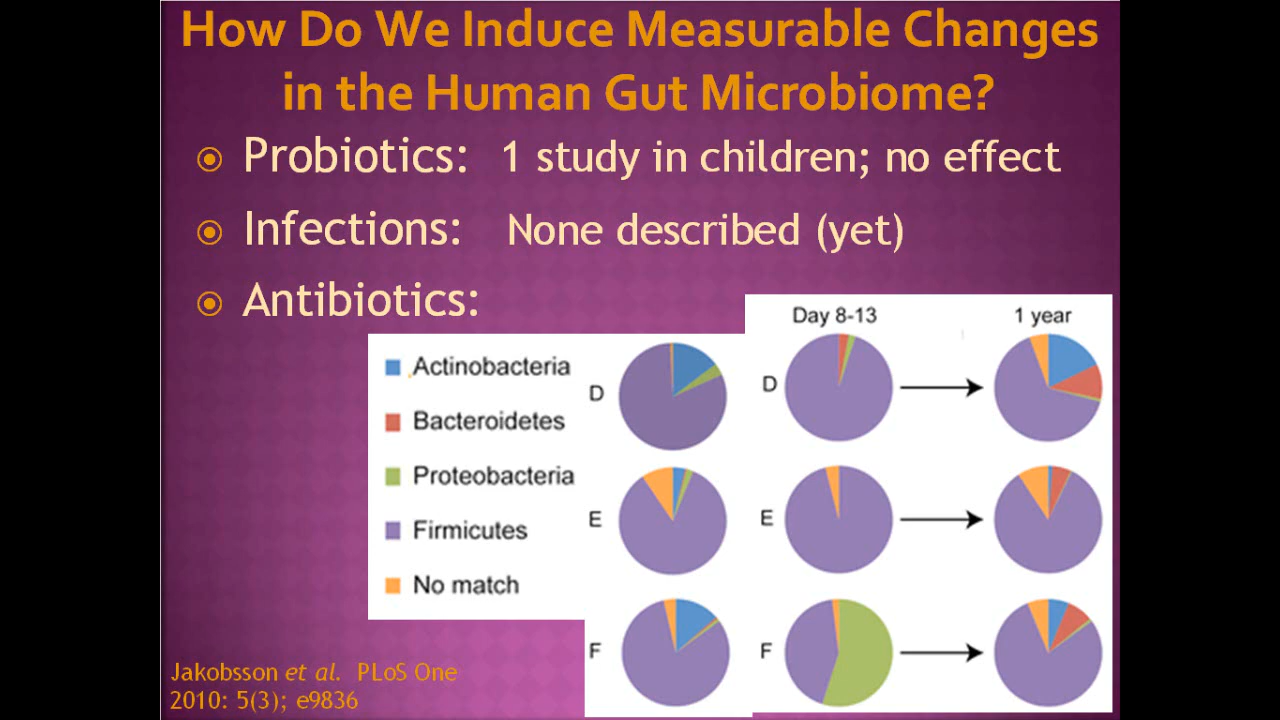 How Do We Induce Measurable Changes
in the Human Gut Microbiome?
Probiotics: 1 study in children; no effect
Infections: None described (yet)
Antibiotics:
Day 8-13 1 year
Actinobacteria
Bacteroidetes
Proteobacteria
Firmicutes
No match
D D
E E
F F
Jakobsson et al. PLoS One
2010: 5(3); e9836